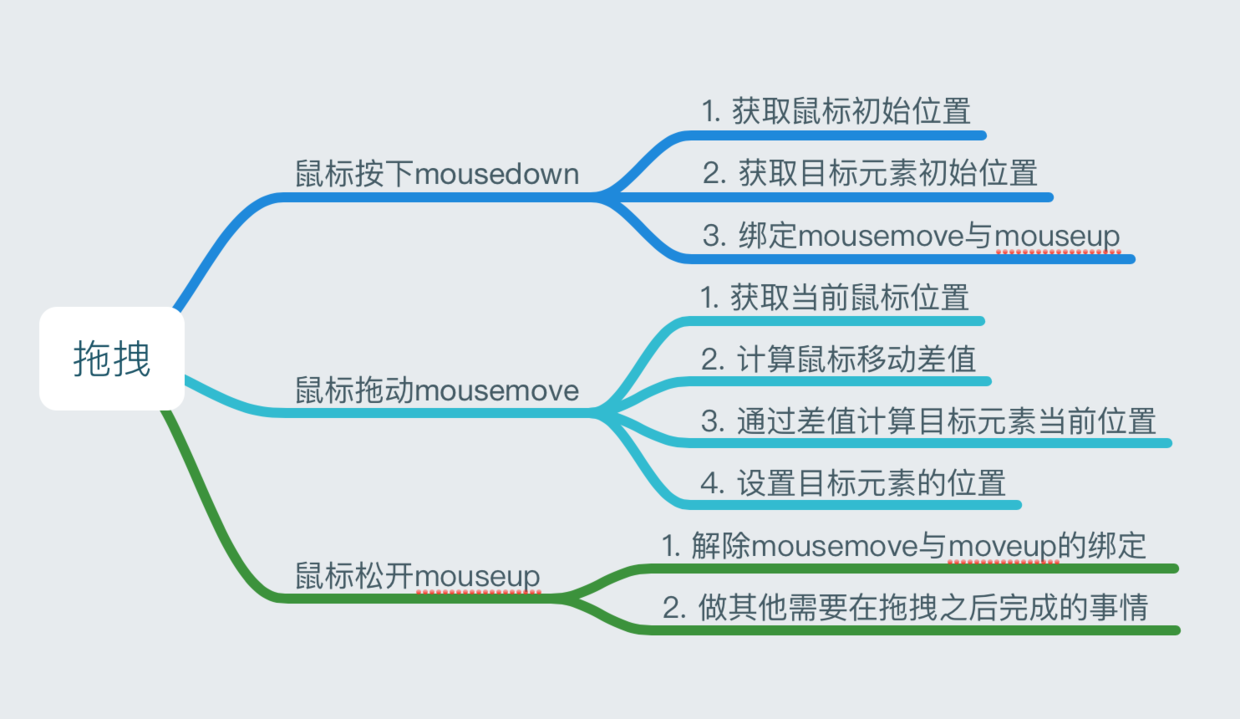 拖拽
鼠标按下mousedown
1. 获取鼠标初始位置
2. 获取目标元素初始位置
3. 绑定mousemove与mouseup
鼠标拖动mousemove
1. 获取当前鼠标位置
2. 计算鼠标移动差值
3. 通过差值计算目标元素当前位置
4. 设置目标元素的位置
鼠标松开mouseup
1. 解除mousemove与moveup的绑定
2. 做其他需要在拖拽之后完成的事情